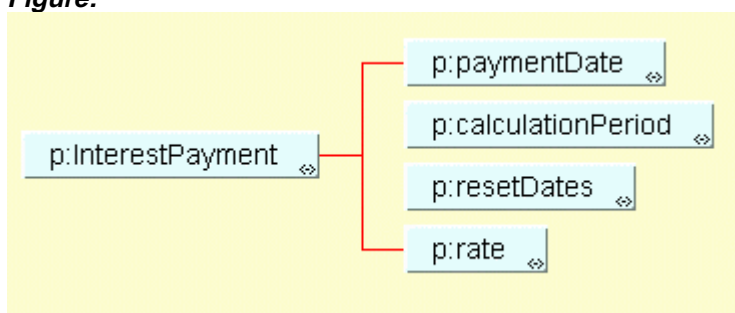 Figure:
p:paymentDate
p:calculationPeriod
p:InterestPayment
p:resetDates
p:rate